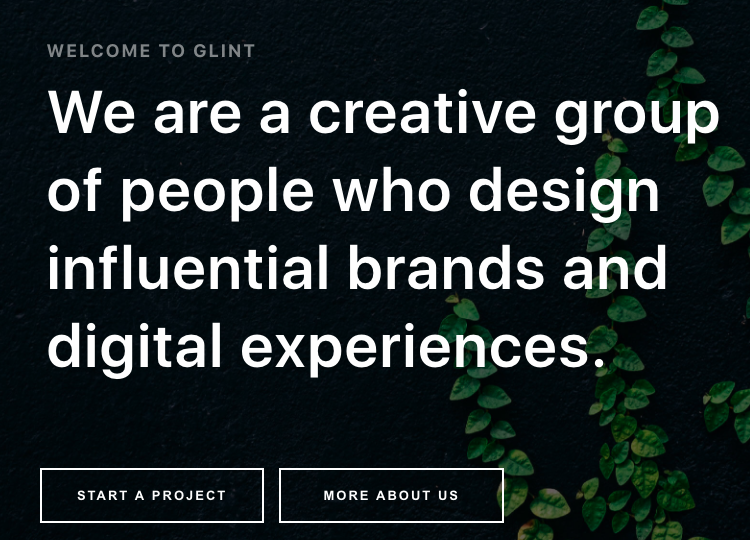 WELCOME TO GLINT
We are a creative group
of people who design
influential brands and
digital experiences.
START A PROJECT
MORE ABOUT US